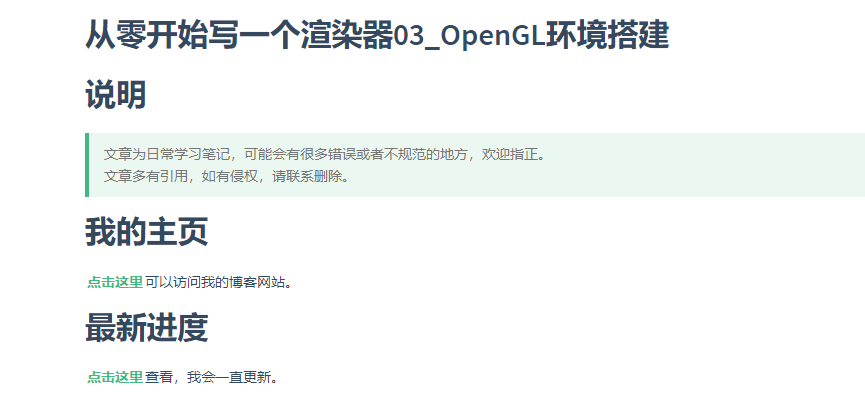 从零开始写一个渲染器03_OpenGL环境搭建
说明
文章为日常学习笔记，可能会有很多错误或者不规范的地方，欢迎指正。
文章多有引用，如有侵权，请联系删除。
我的主页
点击这里可以访问我的博客网站。
最新进度
点击这里查看，我会一直更新。